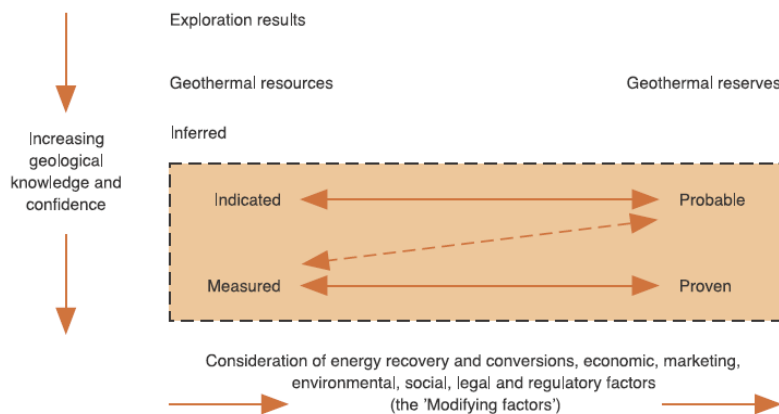 Exploration results
Geothermal resources
Geothermal reserves
Inferred
Increasing
geological
knowledge and
confidence
Indicated
Probable
Measured
Proven
Consideration of energy recovery and conversions, economic, marketing,
environmental, social, legal and regulatory factors
(the 'Modifying factors')